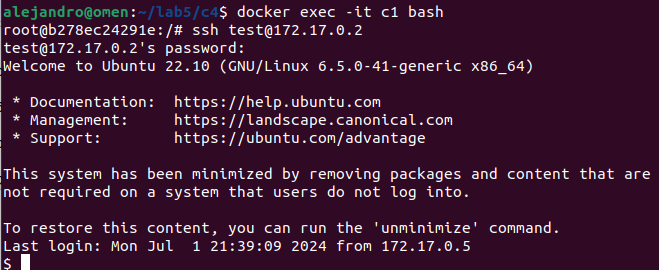 alejandro@omen:~/lab5/c4$ docker exec -it c1 bash
root@b278ec24291e:/# ssh test@172.17.0.2
test@172.17.0.2's password:
Welcome to Ubuntu 22.10 (GNU/Linux 6.5.0-41-generic x86_64)

 * Documentation:  https://help.ubuntu.com
 * Management:     https://landscape.canonical.com
 * Support:        https://ubuntu.com/advantage

This system has been minimized by removing packages and content that are
not required on a system that users do not log into.

To restore this content, you can run the 'unminimize' command.
Last login: Mon Jul  1 21:39:09 2024 from 172.17.0.5
$